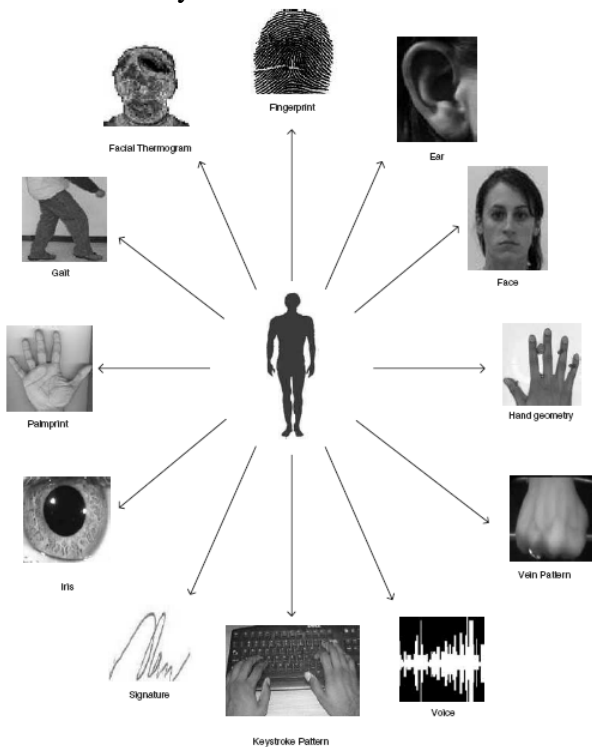 Fingerprint
Facial Thermogram
Ear
Gait
Face
Palmprint
Hand geometry
Iris
Vein Pattern
Signature
Voice
Keystroke Pattern